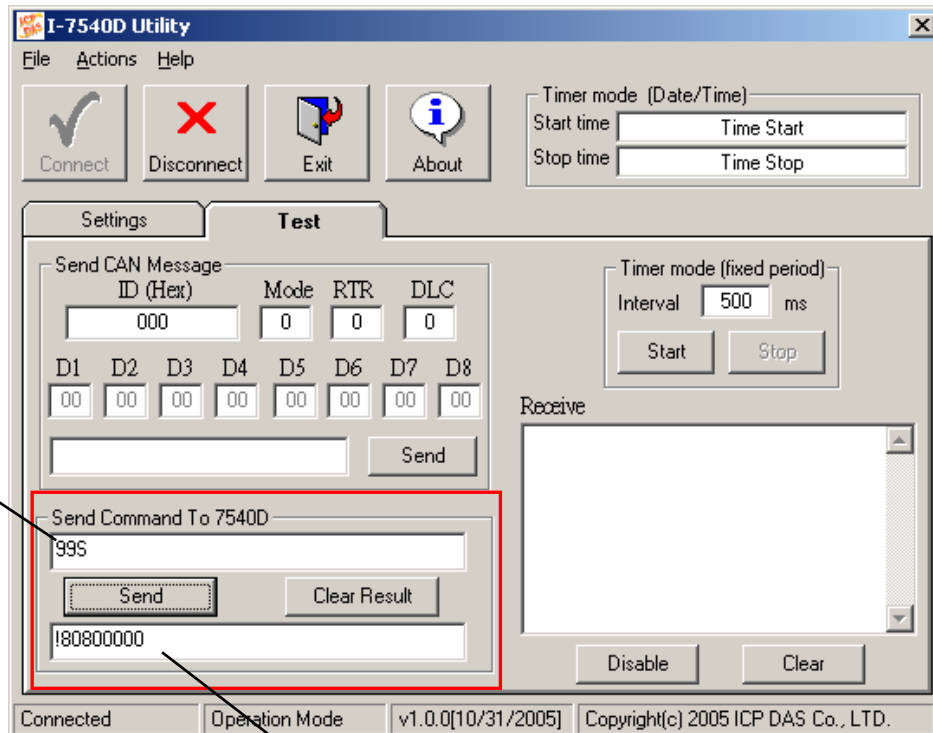 ICP DAS I-7540D Utility
File Actions Help
Connect Disconnect Exit About
Timer mode (Date/Time)
Start time Time Start
Stop time Time Stop
Settings Test
Send CAN Message
ID (Hex) Mode RTR DLC
000 0 0 0
D1 D2 D3 D4 D5 D6 D7 D8
00 00 00 00 00 00 00 00
Send
Timer mode (fixed period)
Interval 500 ms
Start Stop
Receive
Send Command To 7540D
99S
Send Clear Result
!80800000
Disable Clear
Connected Operation Mode v1.0.0[10/31/2005] Copyright(c) 2005 ICP DAS Co., LTD.